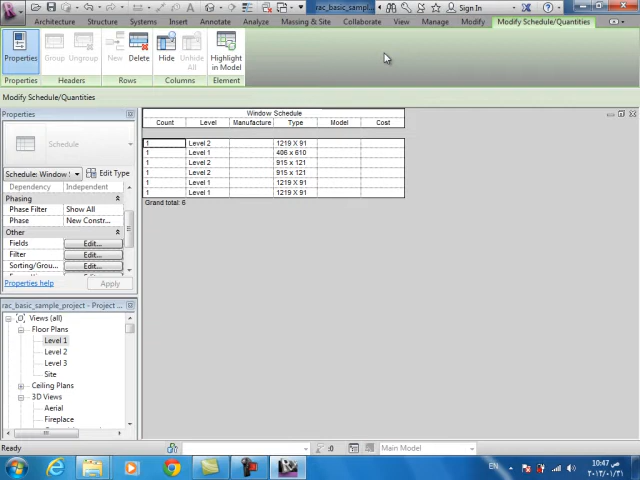 rac_basic_sampl...
Sign In
Architecture Structure Systems Insert Annotate Analyze Massing & Site Collaborate View Manage Modify Modify Schedule/Quantities
Properties Group Ungroup New Delete Hide Unhide All Highlight in Model
Properties Headers Rows Columns Element
Modify Schedule/Quantities
Properties
Schedule
Schedule: Window S Edit Type
Dependency Independent
Phasing
Phase Filter Show All
Phase New Constr...
Other
Fields Edit...
Filter Edit...
Sorting/Grou... Edit...
Properties help Apply
rac_basic_sample_project - Project ...
Views (all)
Floor Plans
Level 1
Level 2
Level 3
Site
Ceiling Plans
3D Views
Aerial
Fireplace
Window Schedule
Count Level Manufacture Type Model Cost
1 Level 2 1219 X 91
1 Level 1 406 x 610
1 Level 2 915 x 121
1 Level 2 915 x 121
1 Level 1 1219 X 91
1 Level 1 1219 X 91
Grand total: 6
Ready
:0
Main Model
EN
10:47 ص
٢٠١٣/٠١/٣١